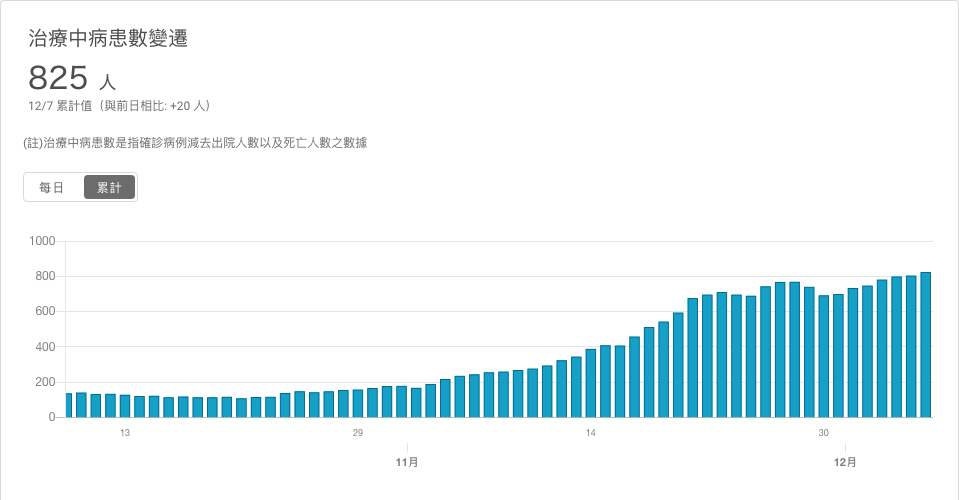 治療中病患數變遷
825 人
12/7 累計值（與前日相比: +20 人）
(註)治療中病患數是指確診病例減去出院人數以及死亡人數之數據
每日 累計
1000
800
600
400
200
0
13 29 14 30
11月 12月